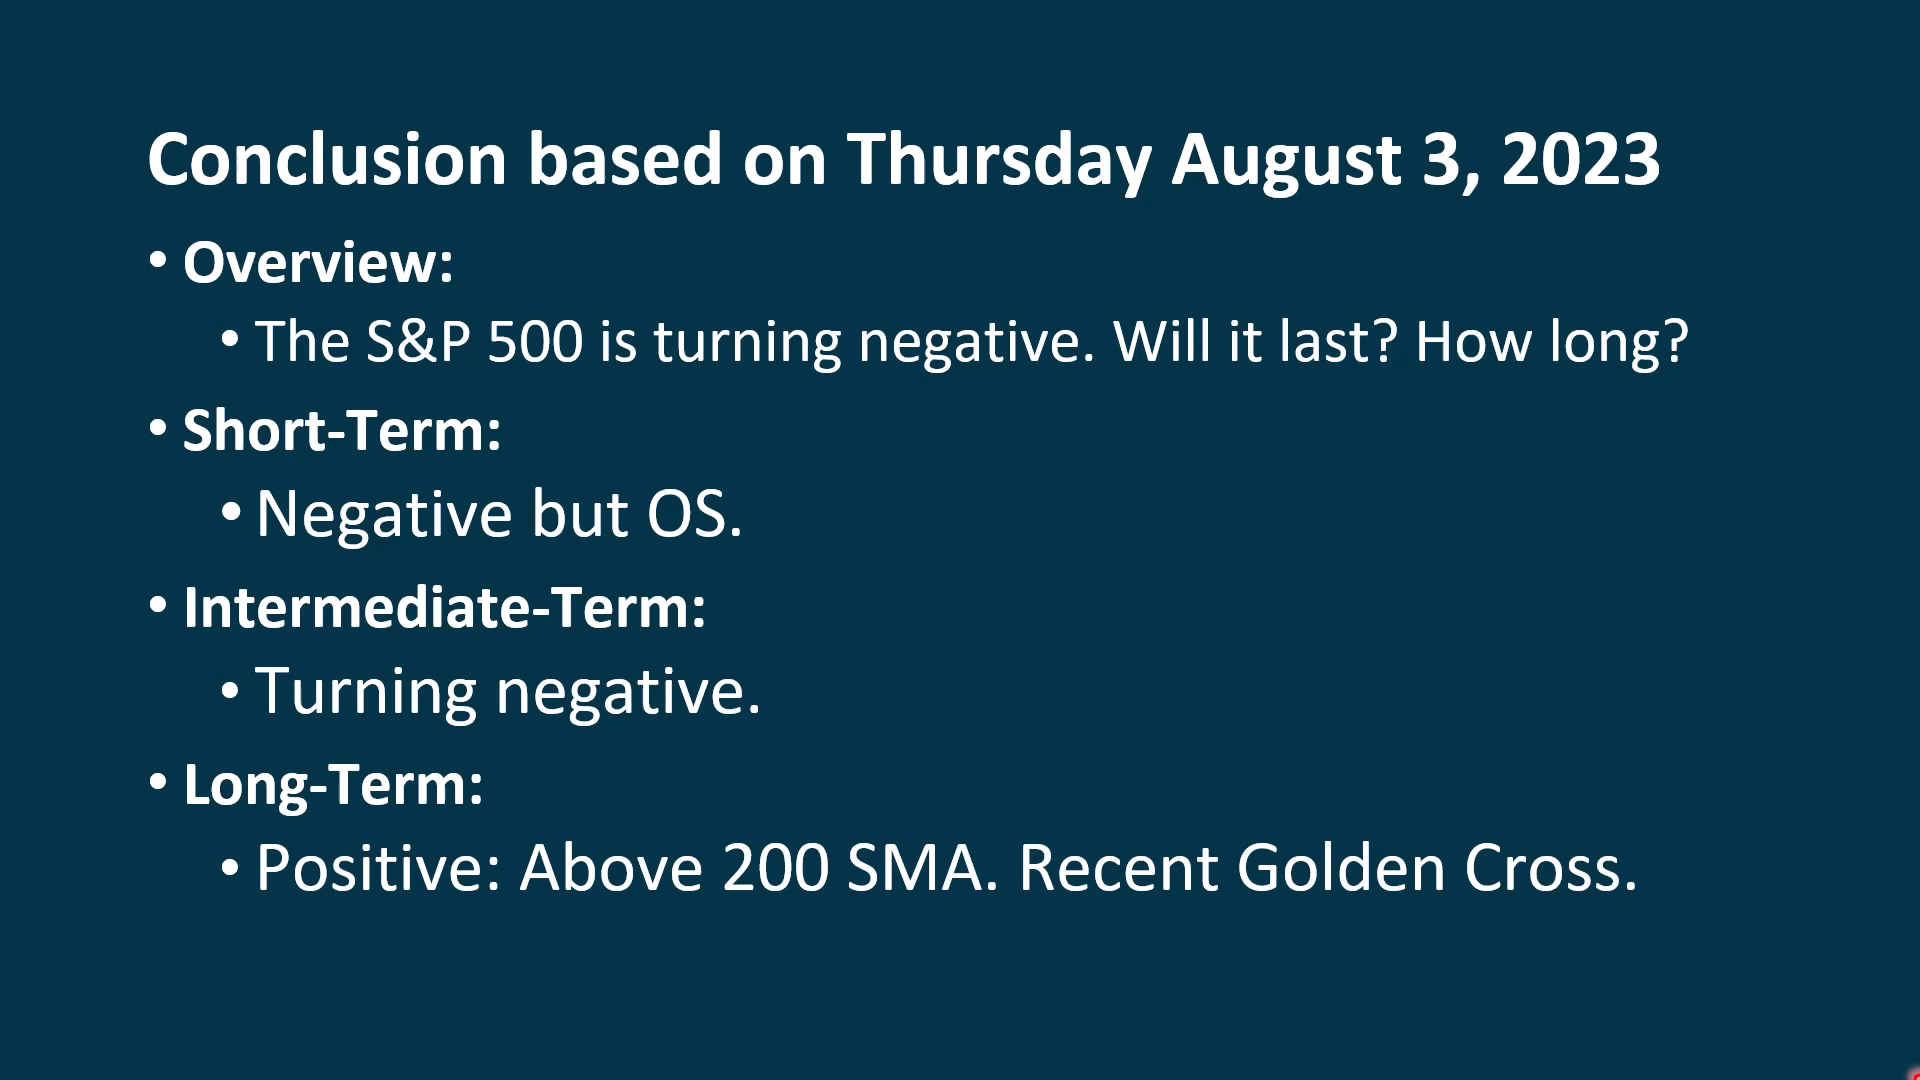 Conclusion based on Thursday August 3, 2023
• Overview:
• The S&P 500 is turning negative. Will it last? How long?
• Short-Term:
• Negative but OS.
• Intermediate-Term:
• Turning negative.
• Long-Term:
• Positive: Above 200 SMA. Recent Golden Cross.